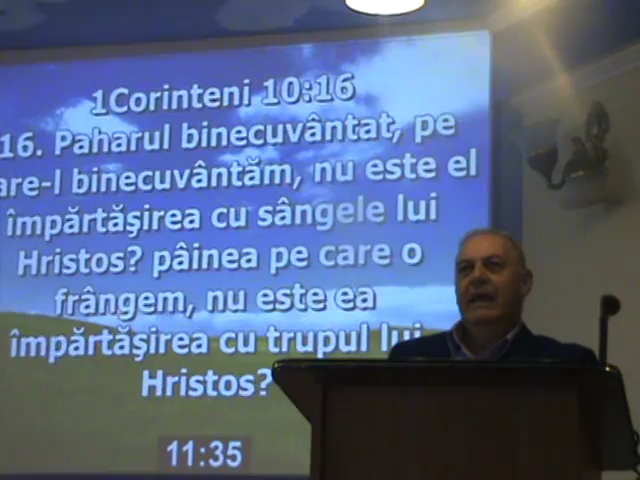 1Corinteni 10:16
16. Paharul binecuvântat, pe
are-l binecuvântăm, nu este el
împărtăşirea cu sângele lui
Hristos? pâinea pe care o
frângem, nu este ea
împărtăşirea cu trupul lui
Hristos?
11:35